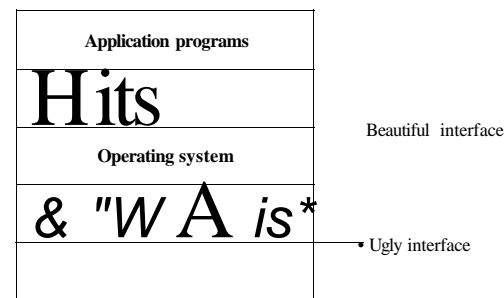 Application programs
Hits
Beautiful interface
Operating system
& "W A is*
• Ugly interface